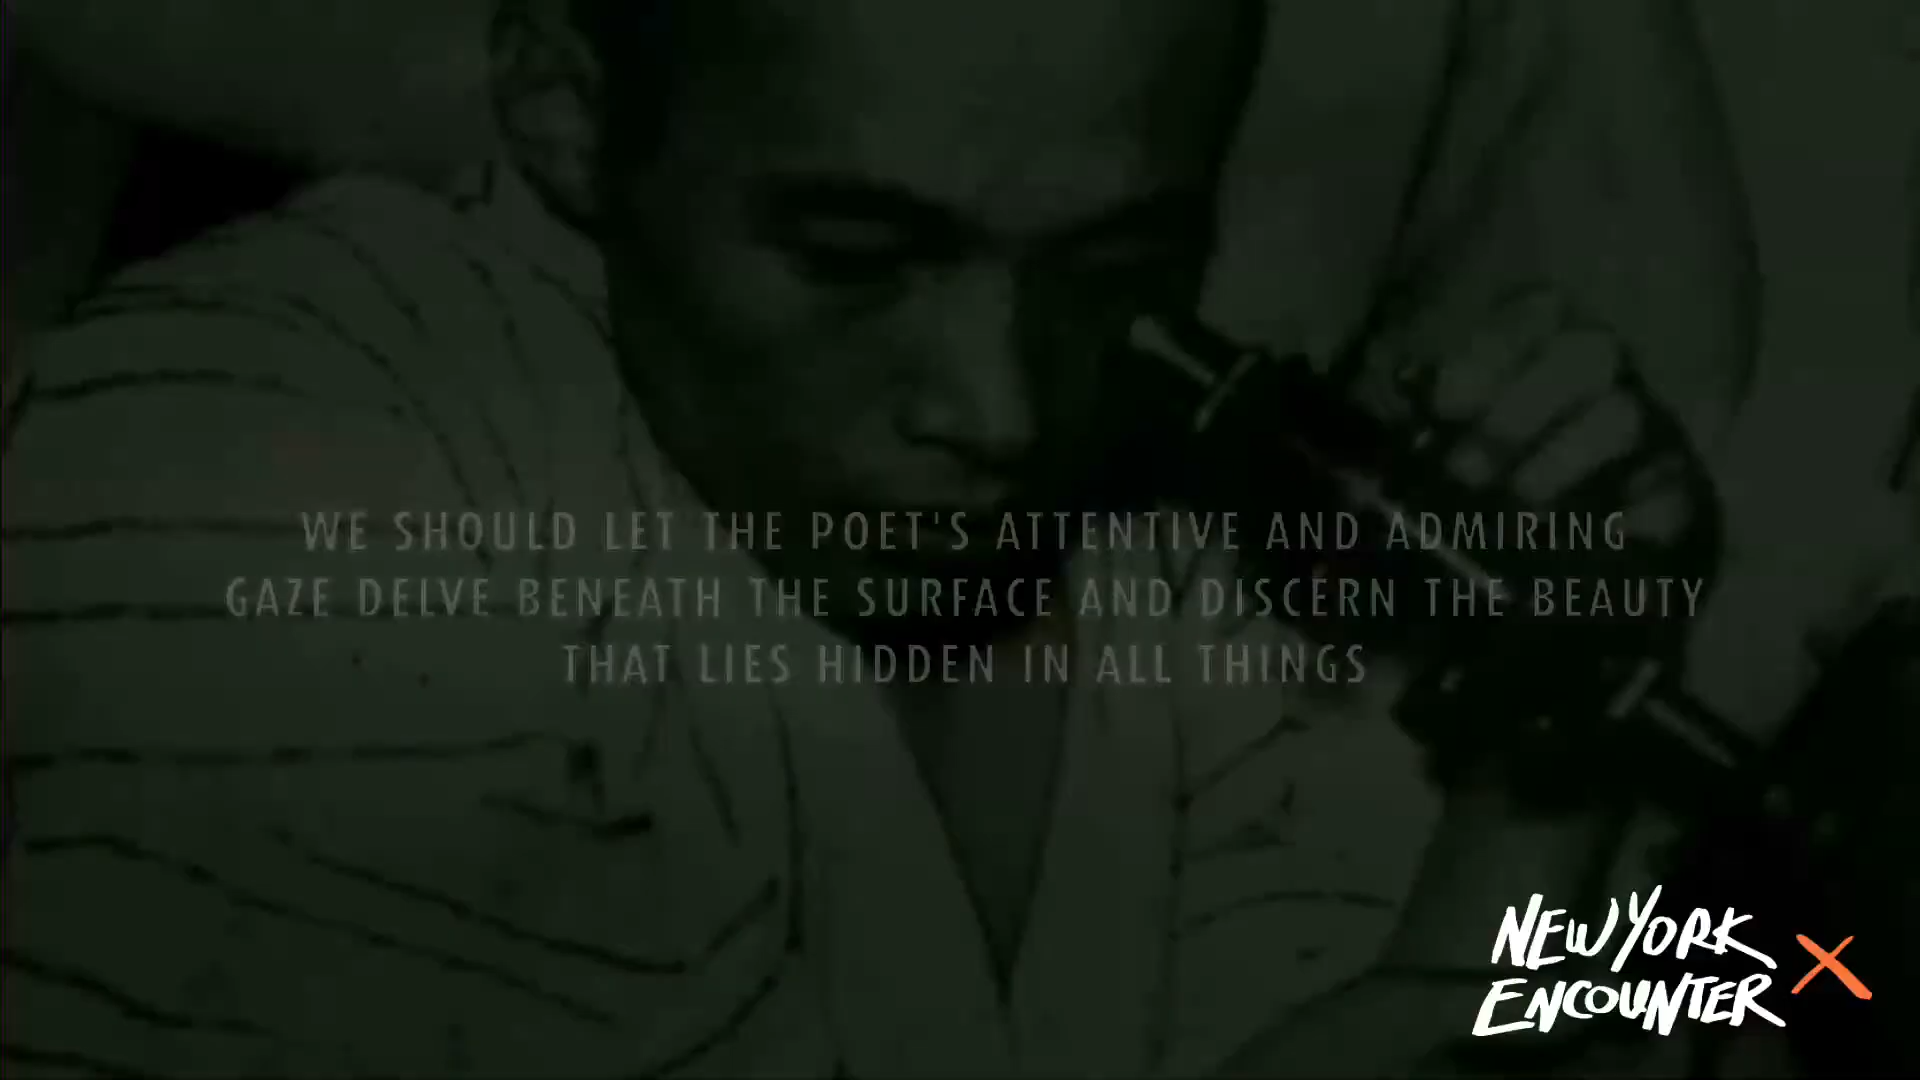 WE SHOULD LET THE POET'S ATTENTIVE AND ADMIRING
GAZE DELVE BENEATH THE SURFACE AND DISCERN THE BEAUTY
THAT LIES HIDDEN IN ALL THINGS
NEW YORK
ENCOUNTER